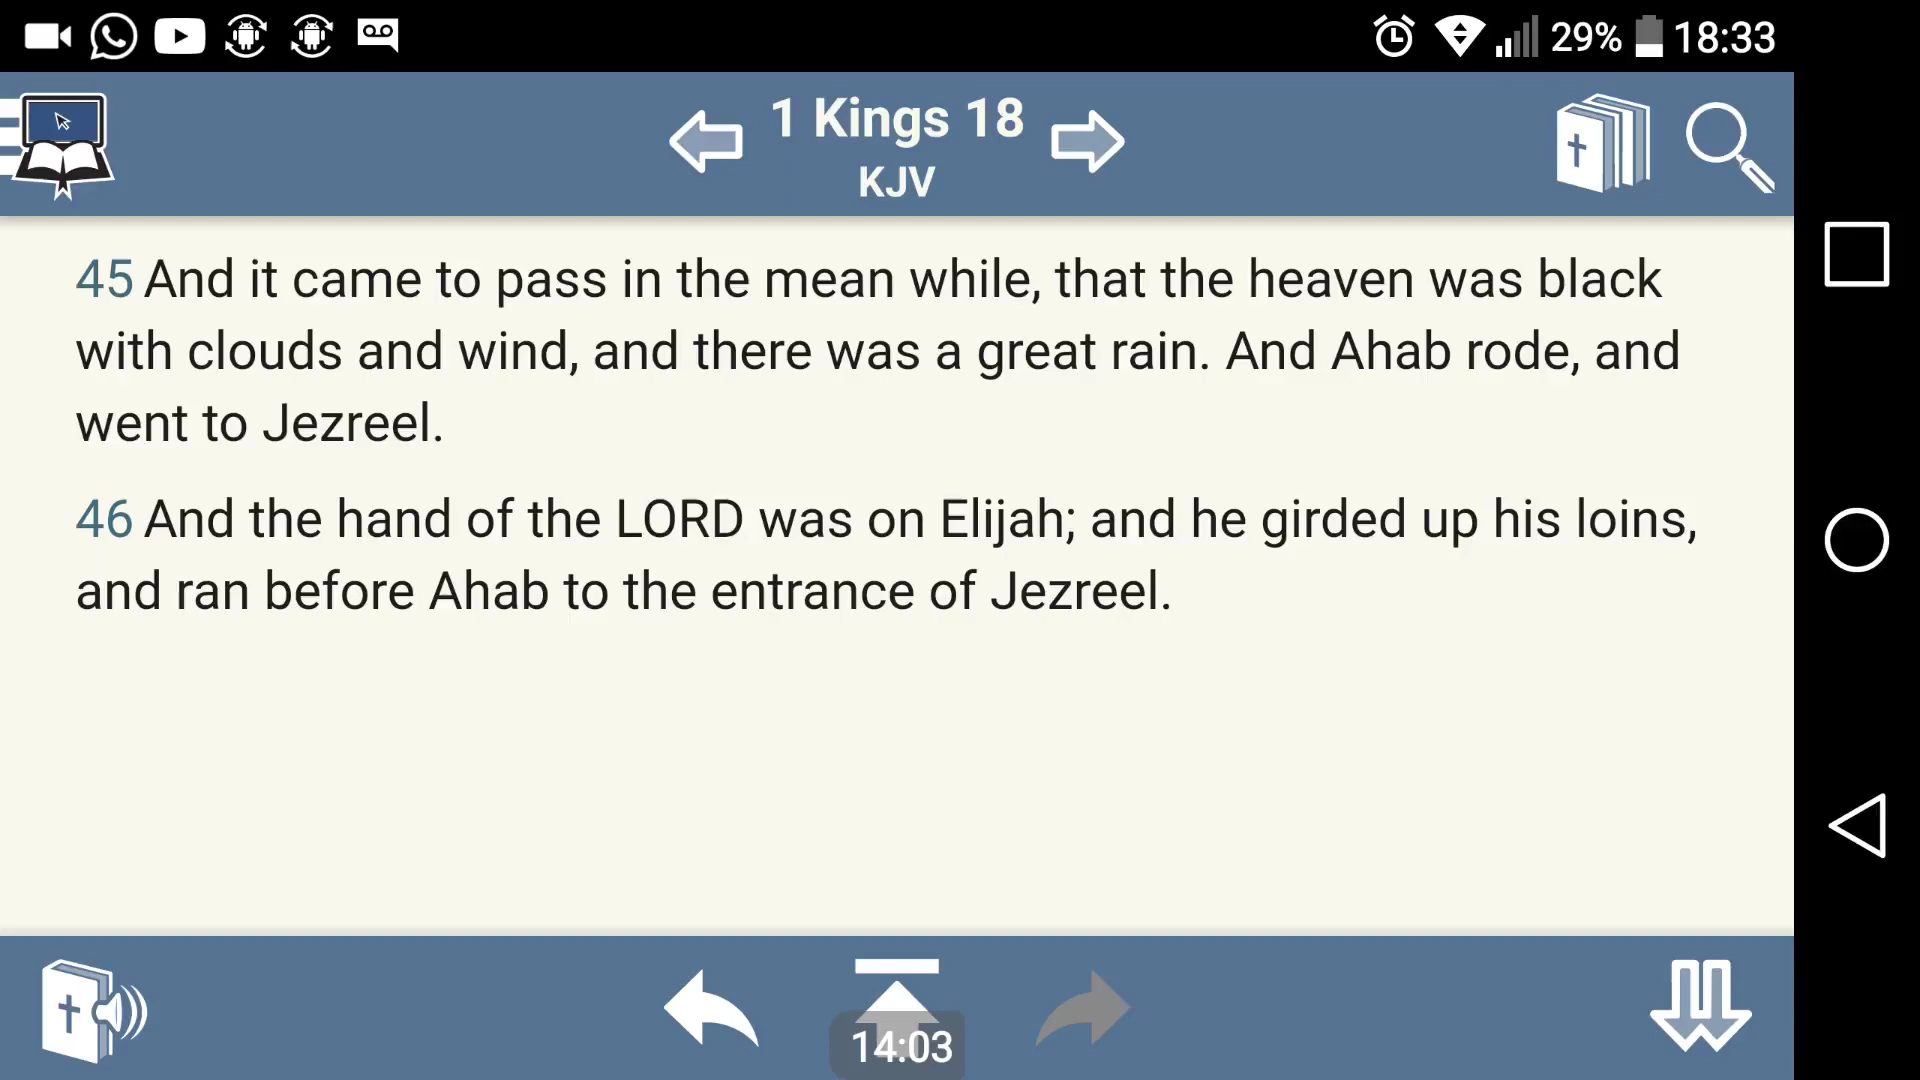 29% 18:33
1 Kings 18
KJV
45 And it came to pass in the mean while, that the heaven was black
with clouds and wind, and there was a great rain. And Ahab rode, and
went to Jezreel.
46 And the hand of the LORD was on Elijah; and he girded up his loins,
and ran before Ahab to the entrance of Jezreel.
14:03